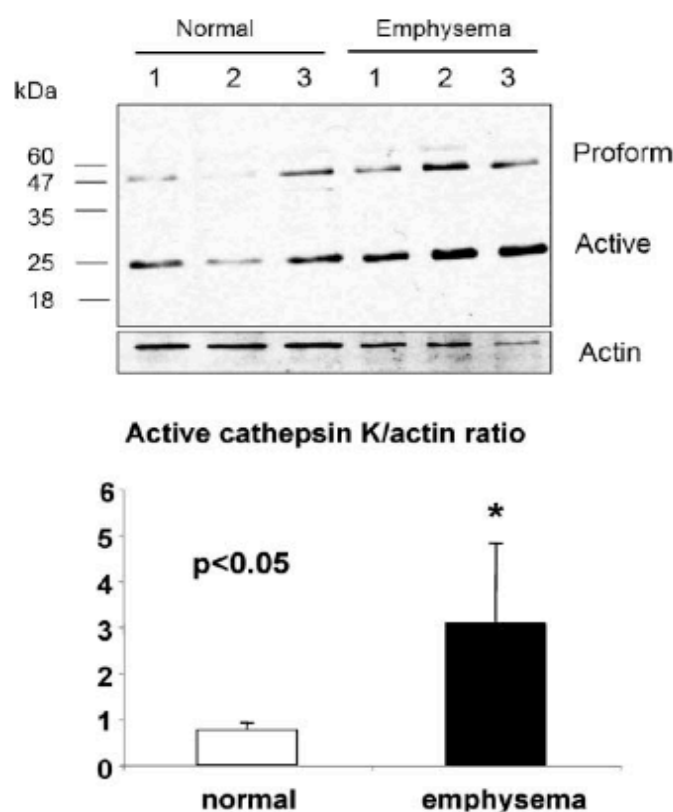 Normal Emphysema
1 2 3 1 2 3
kDa
60
47
35
25
18
Proform
Active
Actin
Active cathepsin K/actin ratio
6
5
4
3
2
1
0
p<0.05
*
normal emphysema